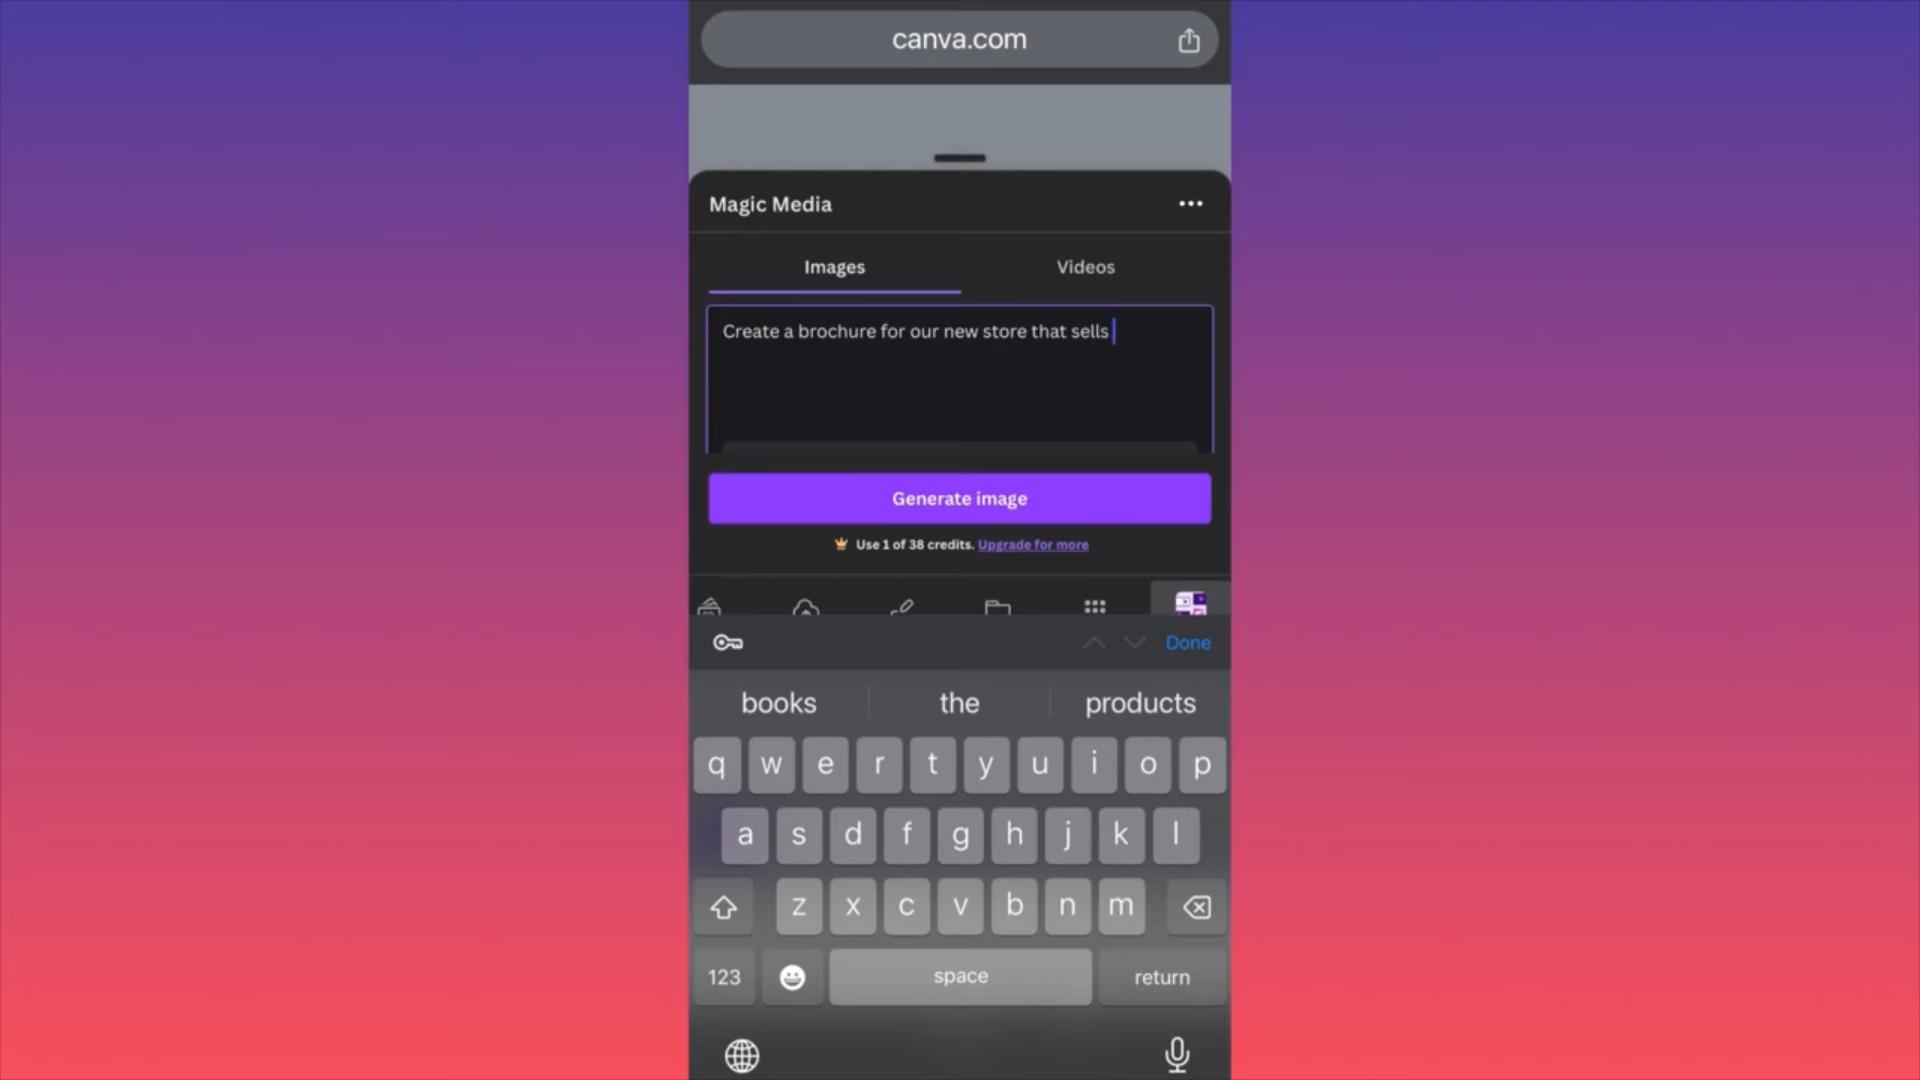 canva.com
Magic Media
Images Videos
Create a brochure for our new store that sells
Generate image
Use 1 of 38 credits. Upgrade for more
Done
books the products
q w e r t y u i o p
a s d f g h j k l
z x c v b n m
123 space return